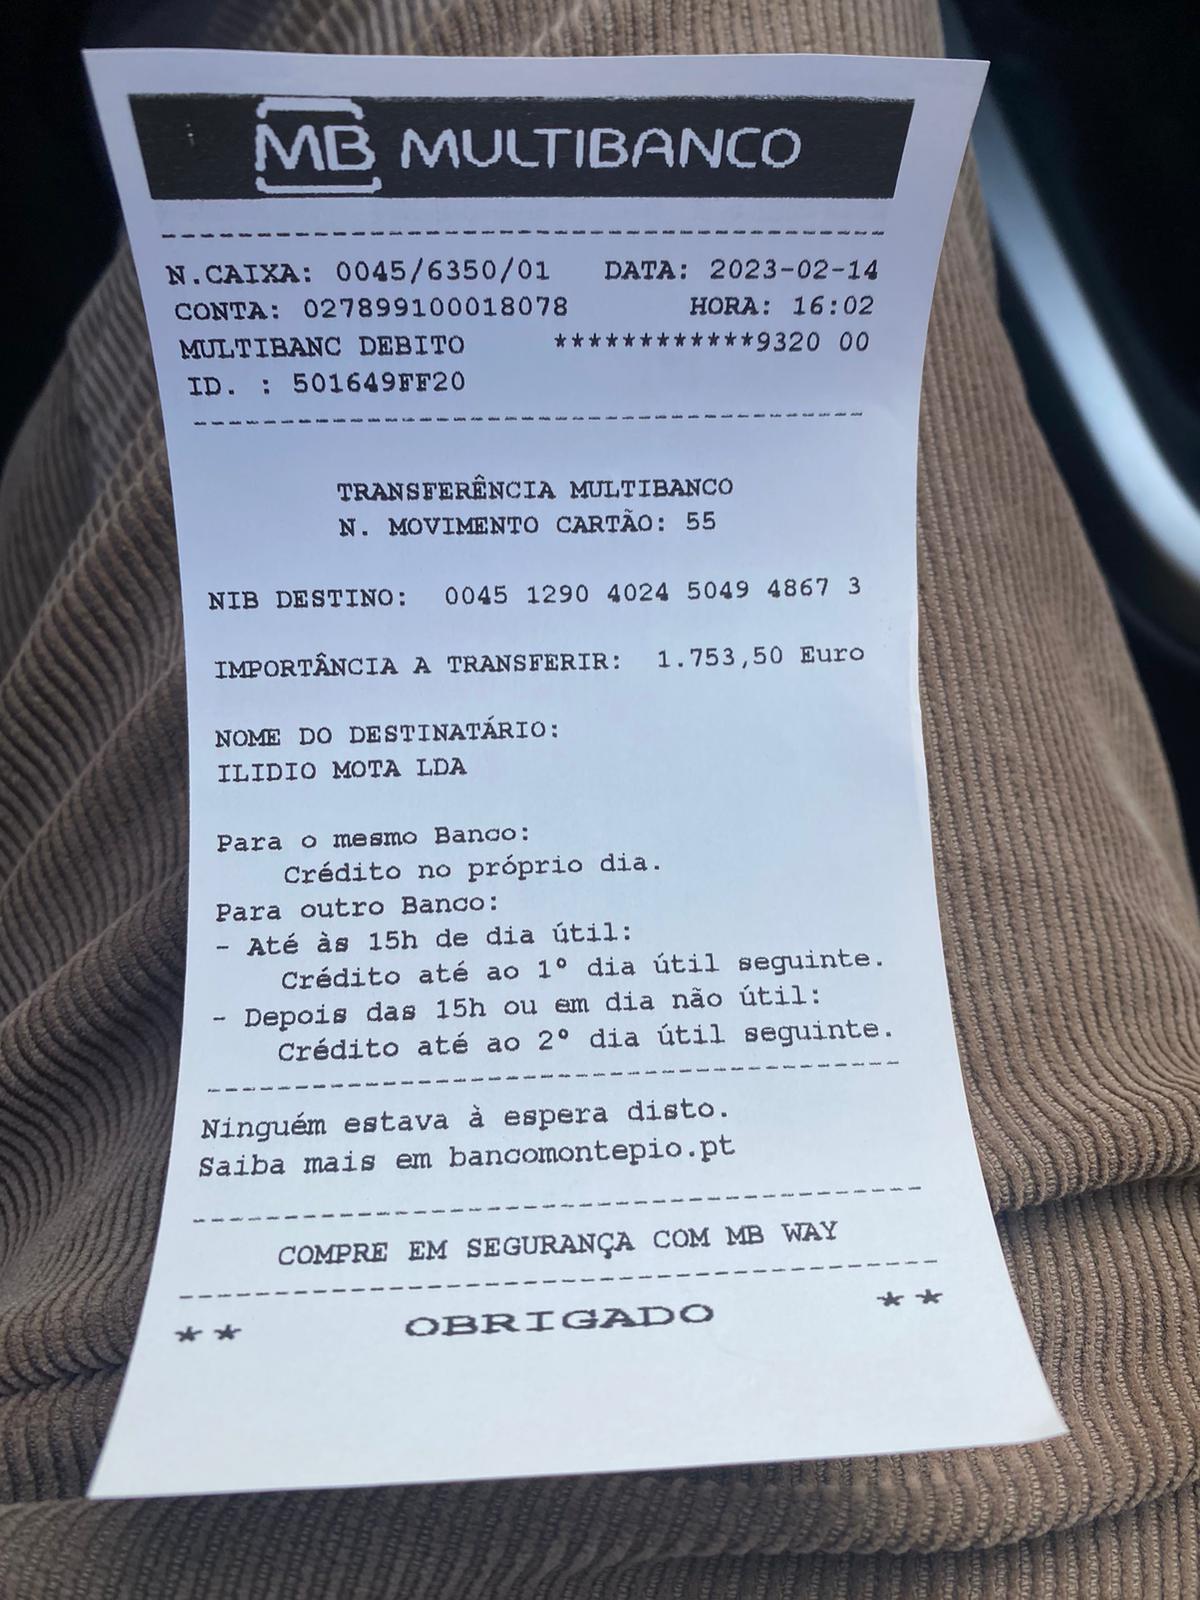 MB MULTIBANCO
N.CAIXA: 0045/6350/01 DATA: 2023-02-14
CONTA: 027899100018078 HORA: 16:02
MULTIBANC DEBITO ************9320 00
ID. : 501649FF20
TRANSFERÊNCIA MULTIBANCO
N. MOVIMENTO CARTÃO: 55
NIB DESTINO: 0045 1290 4024 5049 4867 3
IMPORTÂNCIA A TRANSFERIR: 1.753,50 Euro
NOME DO DESTINATÁRIO:
ILIDIO MOTA LDA
Para o mesmo Banco:
Crédito no próprio dia.
Para outro Banco:
- Até às 15h de dia útil:
Crédito até ao 1º dia útil seguinte.
- Depois das 15h ou em dia não útil:
Crédito até ao 2º dia útil seguinte.
Ninguém estava à espera disto.
Saiba mais em bancomontepio.pt
COMPRE EM SEGURANÇA COM MB WAY
** OBRIGADO **